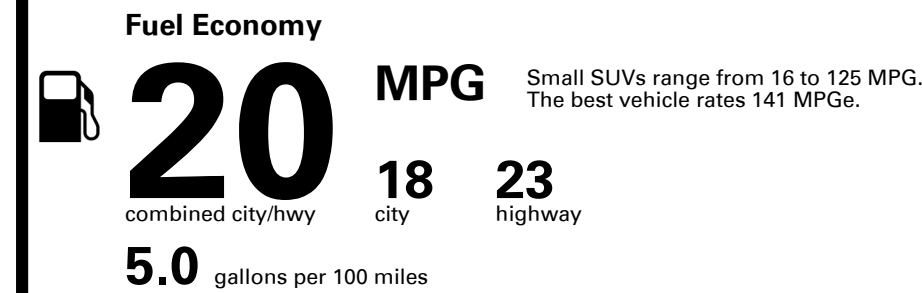 Fuel Economy
20 MPG
Small SUVs range from 16 to 125 MPG.
The best vehicle rates 141 MPGe.
combined city/hwy
18 city
23 highway
5.0 gallons per 100 miles